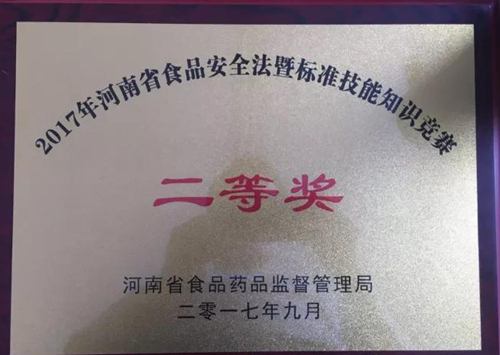 2017年河南省食品安全法暨标准技能知识竞赛
二等奖
河南省食品药品监督管理局
二零一七年九月